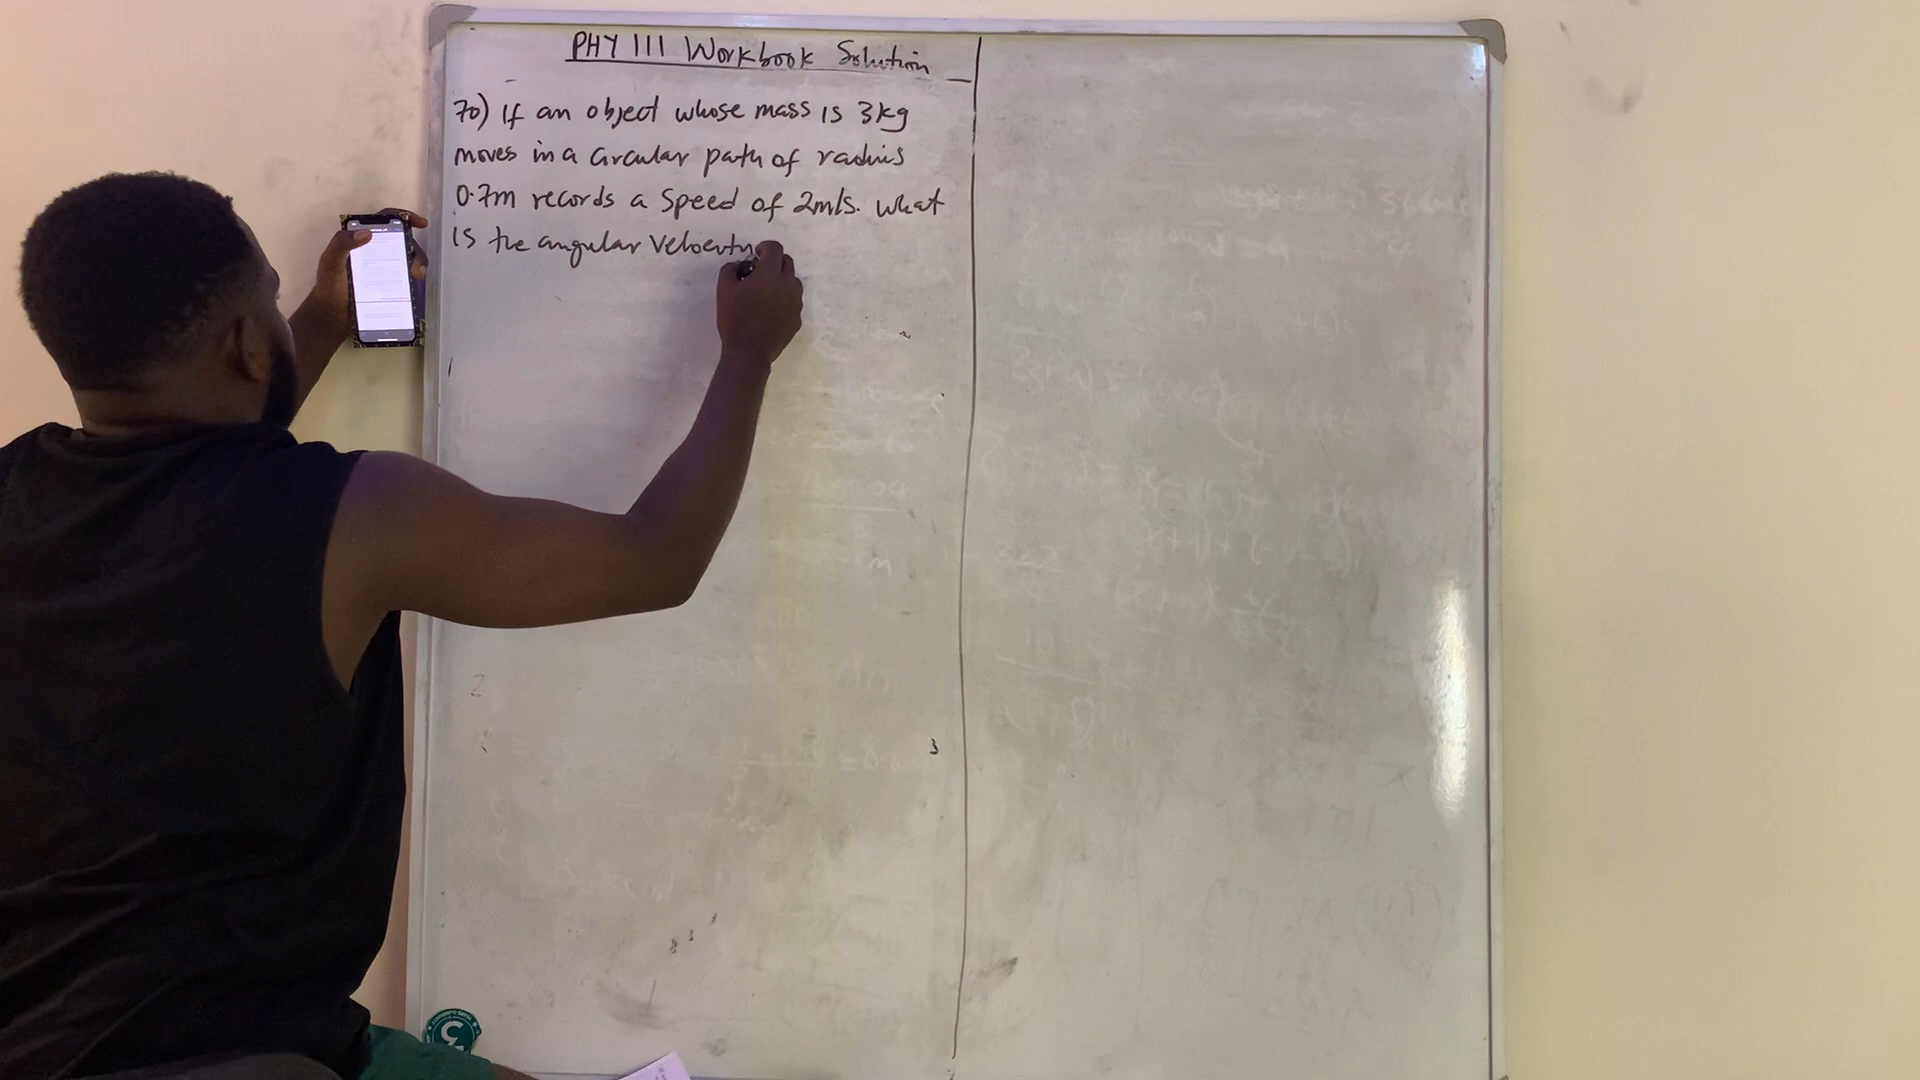 PHY 111 Workbook Solution
70) If an object whose mass is 3kg
moves in a circular path of radius
0.7m records a speed of 2m/s. what
is the angular velocity